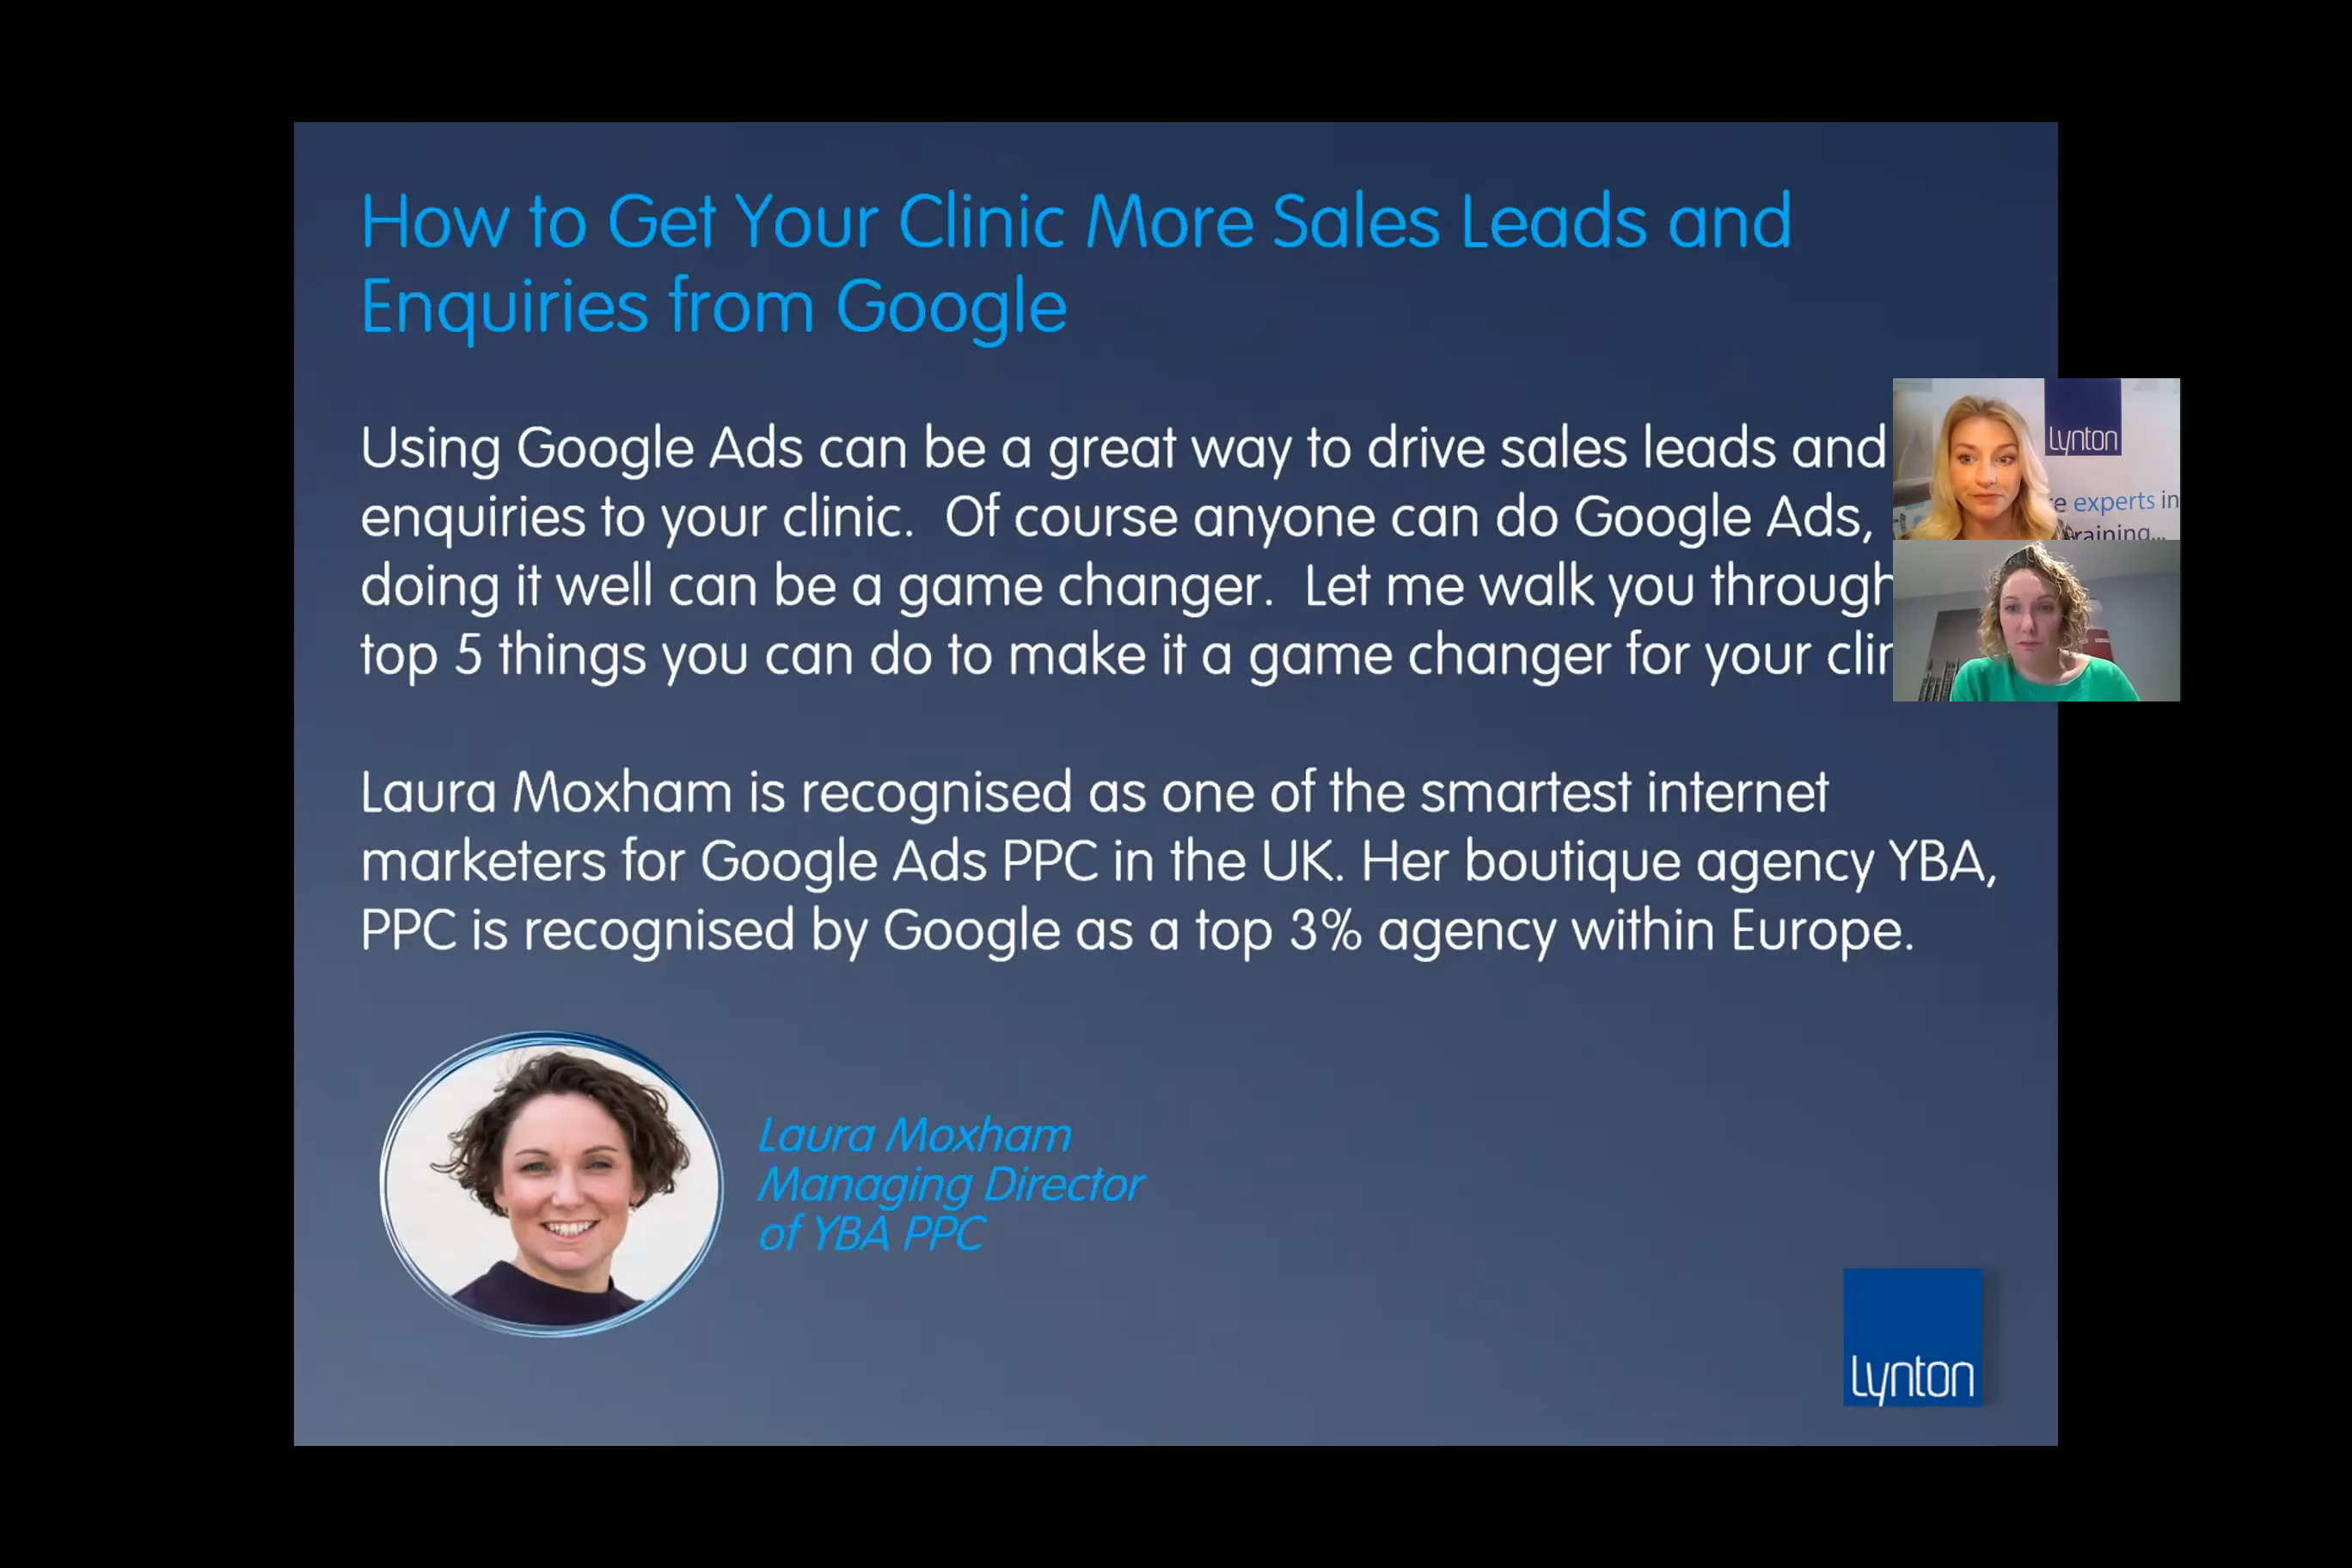 How to Get Your Clinic More Sales Leads and
Enquiries from Google
Using Google Ads can be a great way to drive sales leads and
enquiries to your clinic.  Of course anyone can do Google Ads,
doing it well can be a game changer.  Let me walk you through
top 5 things you can do to make it a game changer for your
Laura Moxham is recognised as one of the smartest internet
marketers for Google Ads PPC in the UK. Her boutique agency YBA,
PPC is recognised by Google as a top 3% agency within Europe.
Laura Moxham
Managing Director
of YBA PPC
Lynton
Lynton
experts in